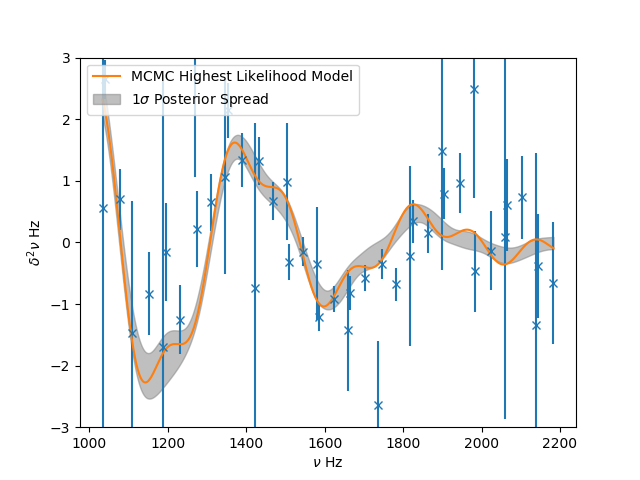 MCMC Highest Likelihood Model
1σ Posterior Spread
3
2
1
0
−1
−2
−3
δ²ν Hz
1000 1200 1400 1600 1800 2000 2200
ν Hz